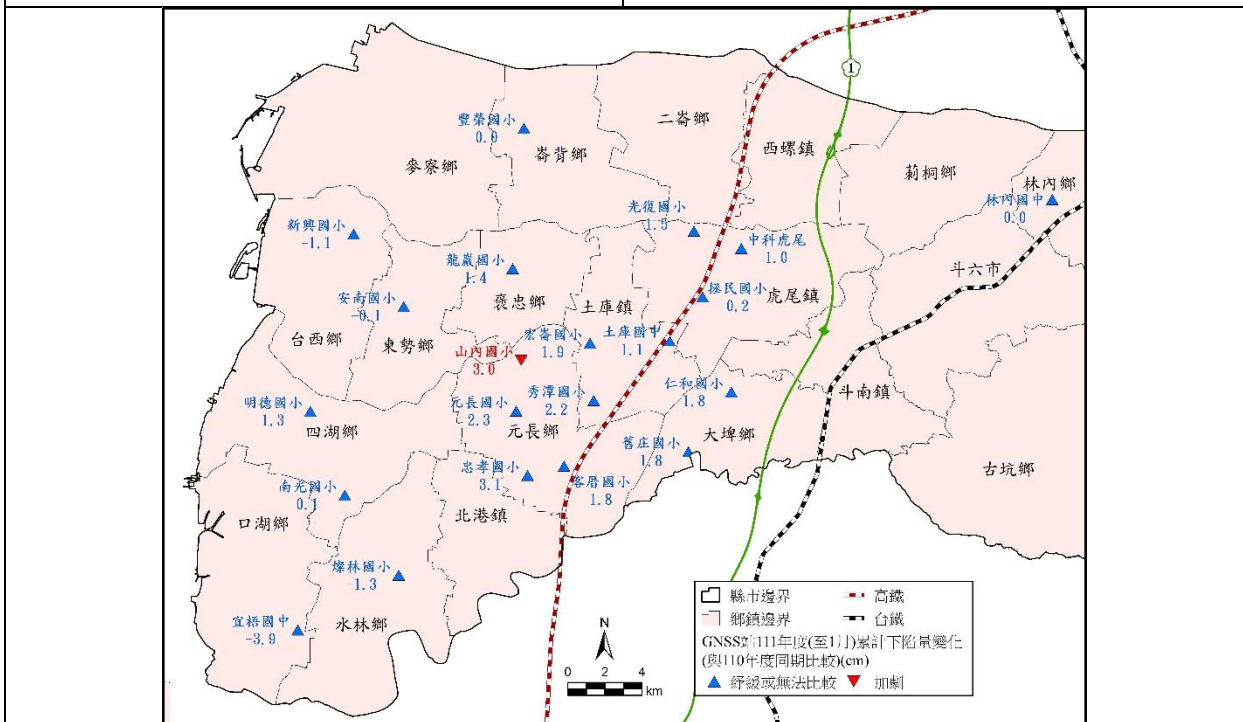 1
二崙鄉
豐榮國小
0.0
崙背鄉
西螺鎮
麥寮鄉
莿桐鄉
林內鄉
林內國中
0.0
光復國小
1.5
新興國小
-1.1
中科虎尾
1.0
龍巖國小
1.4
斗六市
拯民國小
0.2
虎尾鎮
安南國小
-0.1
褒忠鄉
土庫鎮
台西鄉
東勢鄉
宏崙國小
1.9
土庫國中
1.1
山內國小
3.0
仁和國小
1.8
斗南鎮
明德國小
1.3
元長國小
2.3
秀潭國小
2.2
四湖鄉
元長鄉
大埤鄉
舊庄國小
1.8
古坑鄉
忠孝國小
3.1
客厝國小
1.8
南光國小
0.1
北港鎮
口湖鄉
燦林國小
-1.3
宜梧國中
-3.9
水林鄉
N
0 2 4
km
縣市邊界
高鐵
鄉鎮邊界
台鐵
GNSS站111年度(至1月)累計下陷量變化
(與110年度同期比較)(cm)
紓緩或無法比較
加劇